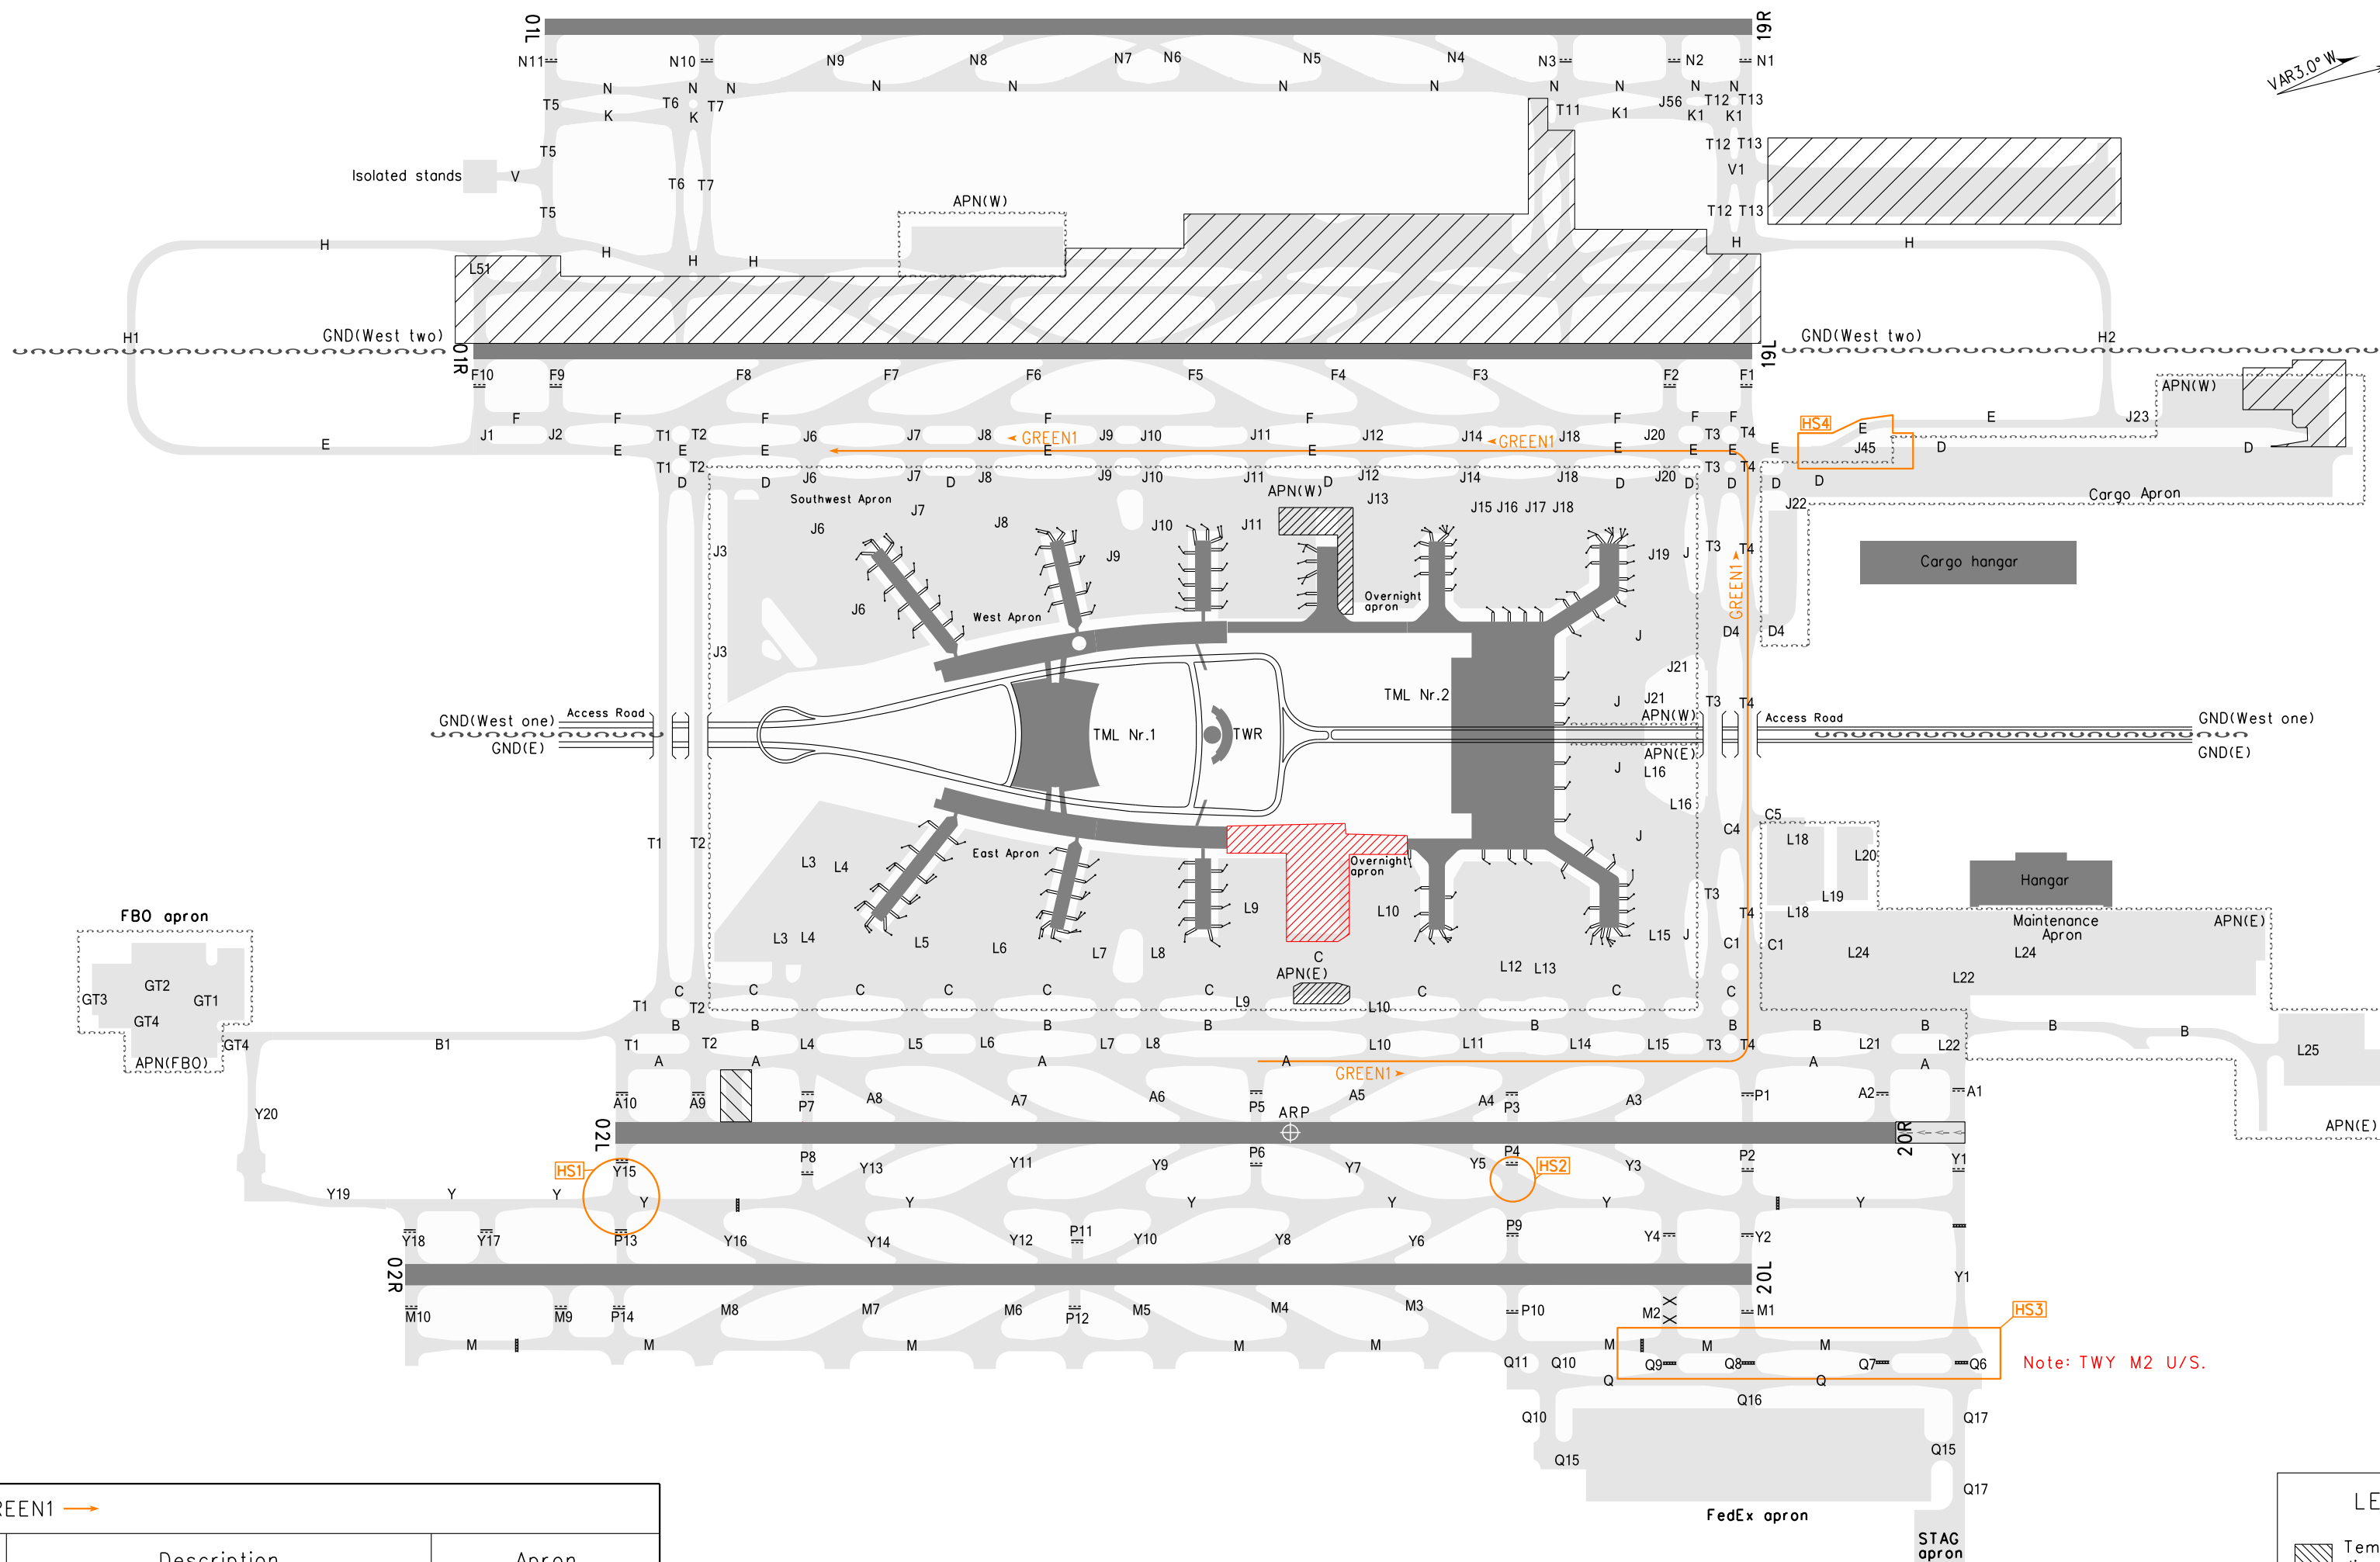 01L
19R
N11
N10
N9
N8
N7
N6
N5
N4
N3
N2
N1
VAR3.0° W
N
N
N
N
N
N
N
N
N
N
N
T5
T6
T7
K
K
T11
K1
J56
T12
T13
K1
K1
T5
T12
T13
Isolated stands
V
T6
T7
V1
T5
APN(W)
T12
T13
H
H
H
H
H
H
L51
H1
GND(West two)
GND(West two)
H2
01R
19L
F10
F9
F8
F7
F6
F5
F4
F3
F2
F1
APN(W)
F
F
F
F
F
F
F
F
HS4
E
E
J23
J1
J2
T1
T2
J6
J7
J8
GREEN1
J9
J10
J11
J12
J14
GREEN1
J18
J20
T3
T4
E
E
E
E
E
E
E
E
E
E
J45
D
D
T1
T2
J6
J7
J8
J9
J10
J11
J12
J14
J18
J20
T3
T4
D
D
D
D
D
D
D
D
D
Southwest Apron
APN(W)
J13
Cargo Apron
J6
J7
J8
J10
J11
J15
J16
J17
J18
J22
J3
J9
J19
J
T3
T4
Cargo hangar
J6
West Apron
Overnight
apron
GREEN1
J3
J
D4
D4
J21
TML Nr.2
J
J21
T3
T4
GND(West one)
Access Road
APN(W)
Access Road
GND(West one)
GND(E)
TML Nr.1
TWR
APN(E)
GND(E)
J
L16
L16
C5
T1
T2
J
C4
L18
East Apron
Overnight
apron
L20
L3
L4
Hangar
T3
L19
FBO apron
L9
L10
T4
L18
Maintenance
Apron
APN(E)
L3
L4
L5
L6
L7
L8
C
L15
J
C1
C1
L24
L24
APN(E)
L12
L13
L22
GT2
GT3
GT1
C
C
C
C
C
C
C
C
C
T1
T2
L9
L10
GT4
B
B
B
B
B
B
B
B
B
B
GT4
B1
T1
T2
L4
L5
L6
L7
L8
L10
L11
L14
L15
T3
T4
L21
L22
L25
APN(FBO)
A
A
A
A
A
A
GREEN1
A10
A9
P7
A8
A7
A6
P5
A5
A4
P3
A3
P1
A2
A1
Y20
ARP
APN(E)
02L
20R
HS1
Y15
P8
Y13
Y11
Y9
P6
Y7
Y5
P4
HS2
Y3
P2
Y1
Y19
Y
Y
Y
Y
Y
Y
Y
Y
Y18
Y17
P13
Y16
Y14
Y12
P11
Y10
Y8
Y6
P9
Y4
Y2
02R
20L
Y1
M10
M9
P14
M8
M7
M6
P12
M5
M4
M3
P10
M2
M1
HS3
M
M
M
M
M
M
M
M
Q11
Q10
Q9
Q8
Q7
Q6
Note: TWY M2 U/S.
Q
Q
Q16
Q10
Q17
Q15
Q15
Q17
FedEx apron
STAG
apron
REEN1
Description
Apron
LE
Tem